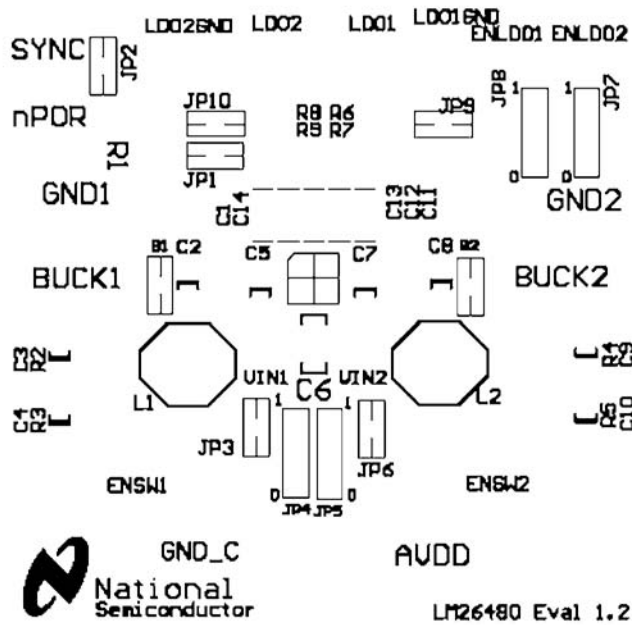 LDO2GND LDO2 LDO1 LDO1GND
ENLDO1 ENLDO2
SYNC JP2
JP8 1 0
1 JP7 0
nPOR
JP10
R8 R6
R9 R7
JP9
R1
JP1
GND1
GND2
C1 C14
C13 C12 C11
B1 C2 C5 C7 C8 B2
BUCK1 BUCK2
C3 R2
R4 C9
L1 L2
VIN1 VIN2
C6
C4 R3
R5 C10
JP3 JP6
1 0 JP4
1 0 JP5
ENSW1 ENSW2
GND_C AVDD
National
Semiconductor
LM26480 Eval 1.2